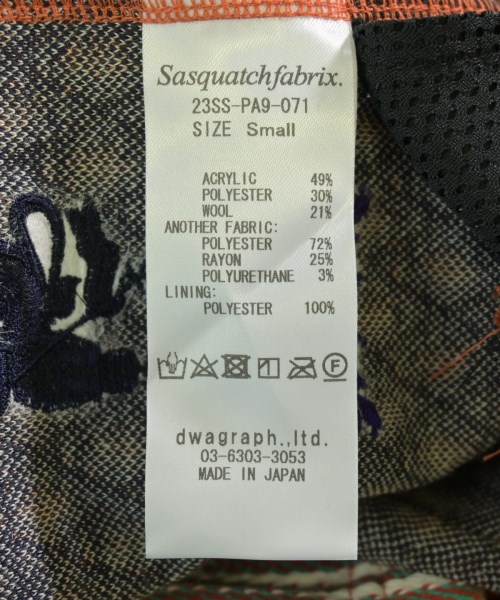 Sasquatchfabrix.
23SS-PA9-071
SIZE Small
ACRYLIC 49%
POLYESTER 30%
WOOL 21%
ANOTHER FABRIC:
POLYESTER 72%
RAYON 25%
POLYURETHANE 3%
LINING:
POLYESTER 100%
F
dwagraph.,ltd.
03-6303-3053
MADE IN JAPAN